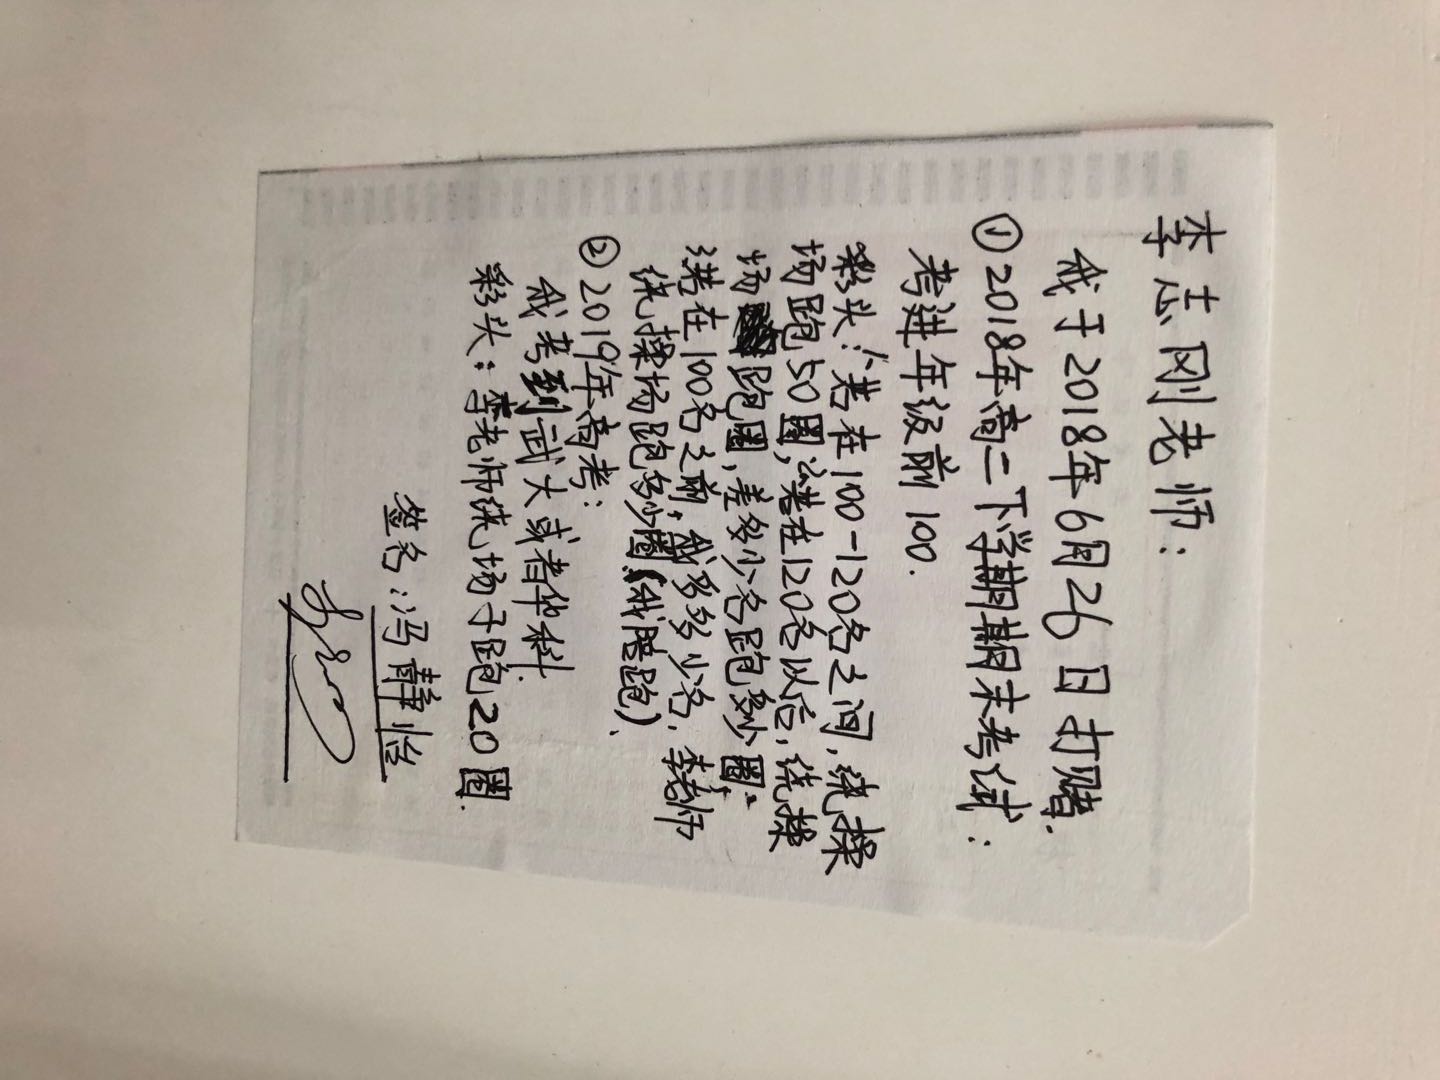 李志刚老师：
我于2018年6月26日打赌.
①2018年高二下学期期末考试：
考进年级前100.
彩头：1、若在100-120名之间，绕操
场跑50圈，2、若在120名以后，绕操
场跑圈，差多少名跑多少圈.
3、若在100名之前，我多多少名，李老师
绕操场跑多少圈（我陪跑）、
②2019年高考：
我考到武大或者华科.
彩头：李老师绕场子跑20圈.
签名：冯静怡